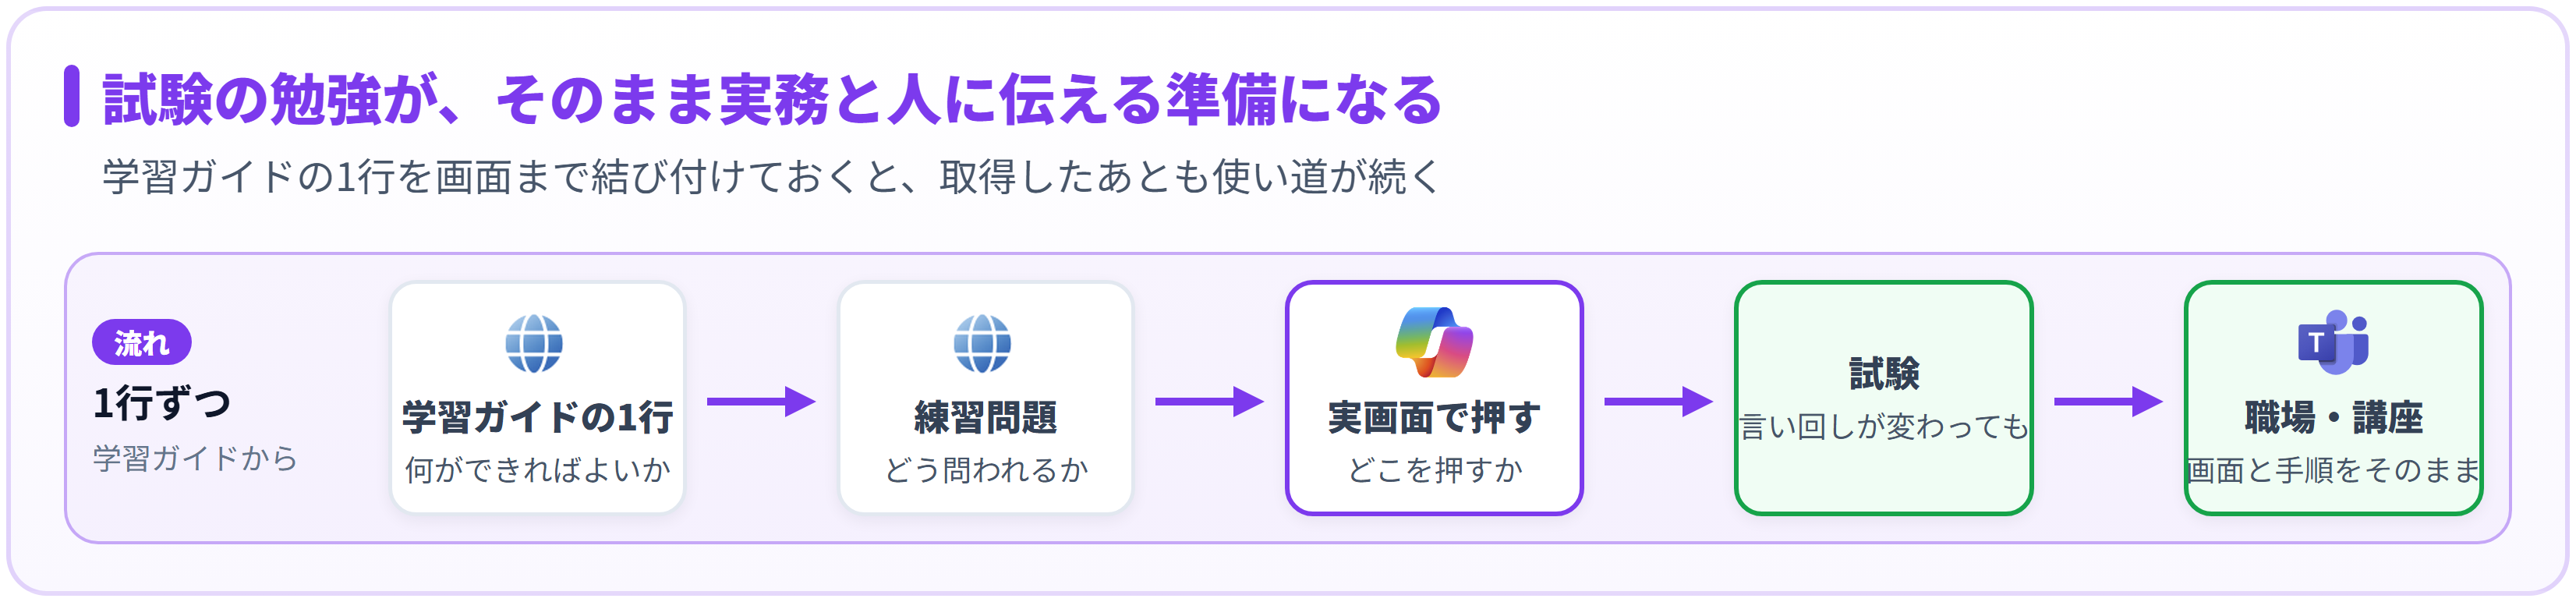 試験の勉強が、そのまま実務と人に伝える準備になる
学習ガイドの1行を画面まで結び付けておくと、取得したあとも使い道が続く
流れ
1行ずつ
学習ガイドから
学習ガイドの1行
何ができればよいか
練習問題
どう問われるか
実画面で押す
どこを押すか
試験
言い回しが変わっても
T
職場・講座
画面と手順をそのまま